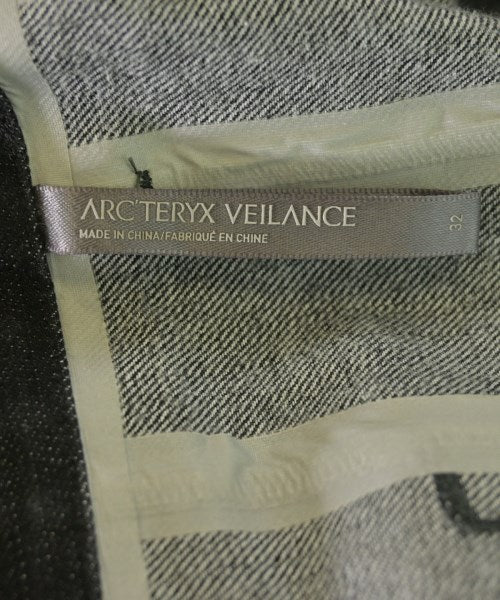 ARC'TERYX VEILANCE
MADE IN CHINA/FABRIQUÉ EN CHINE
32